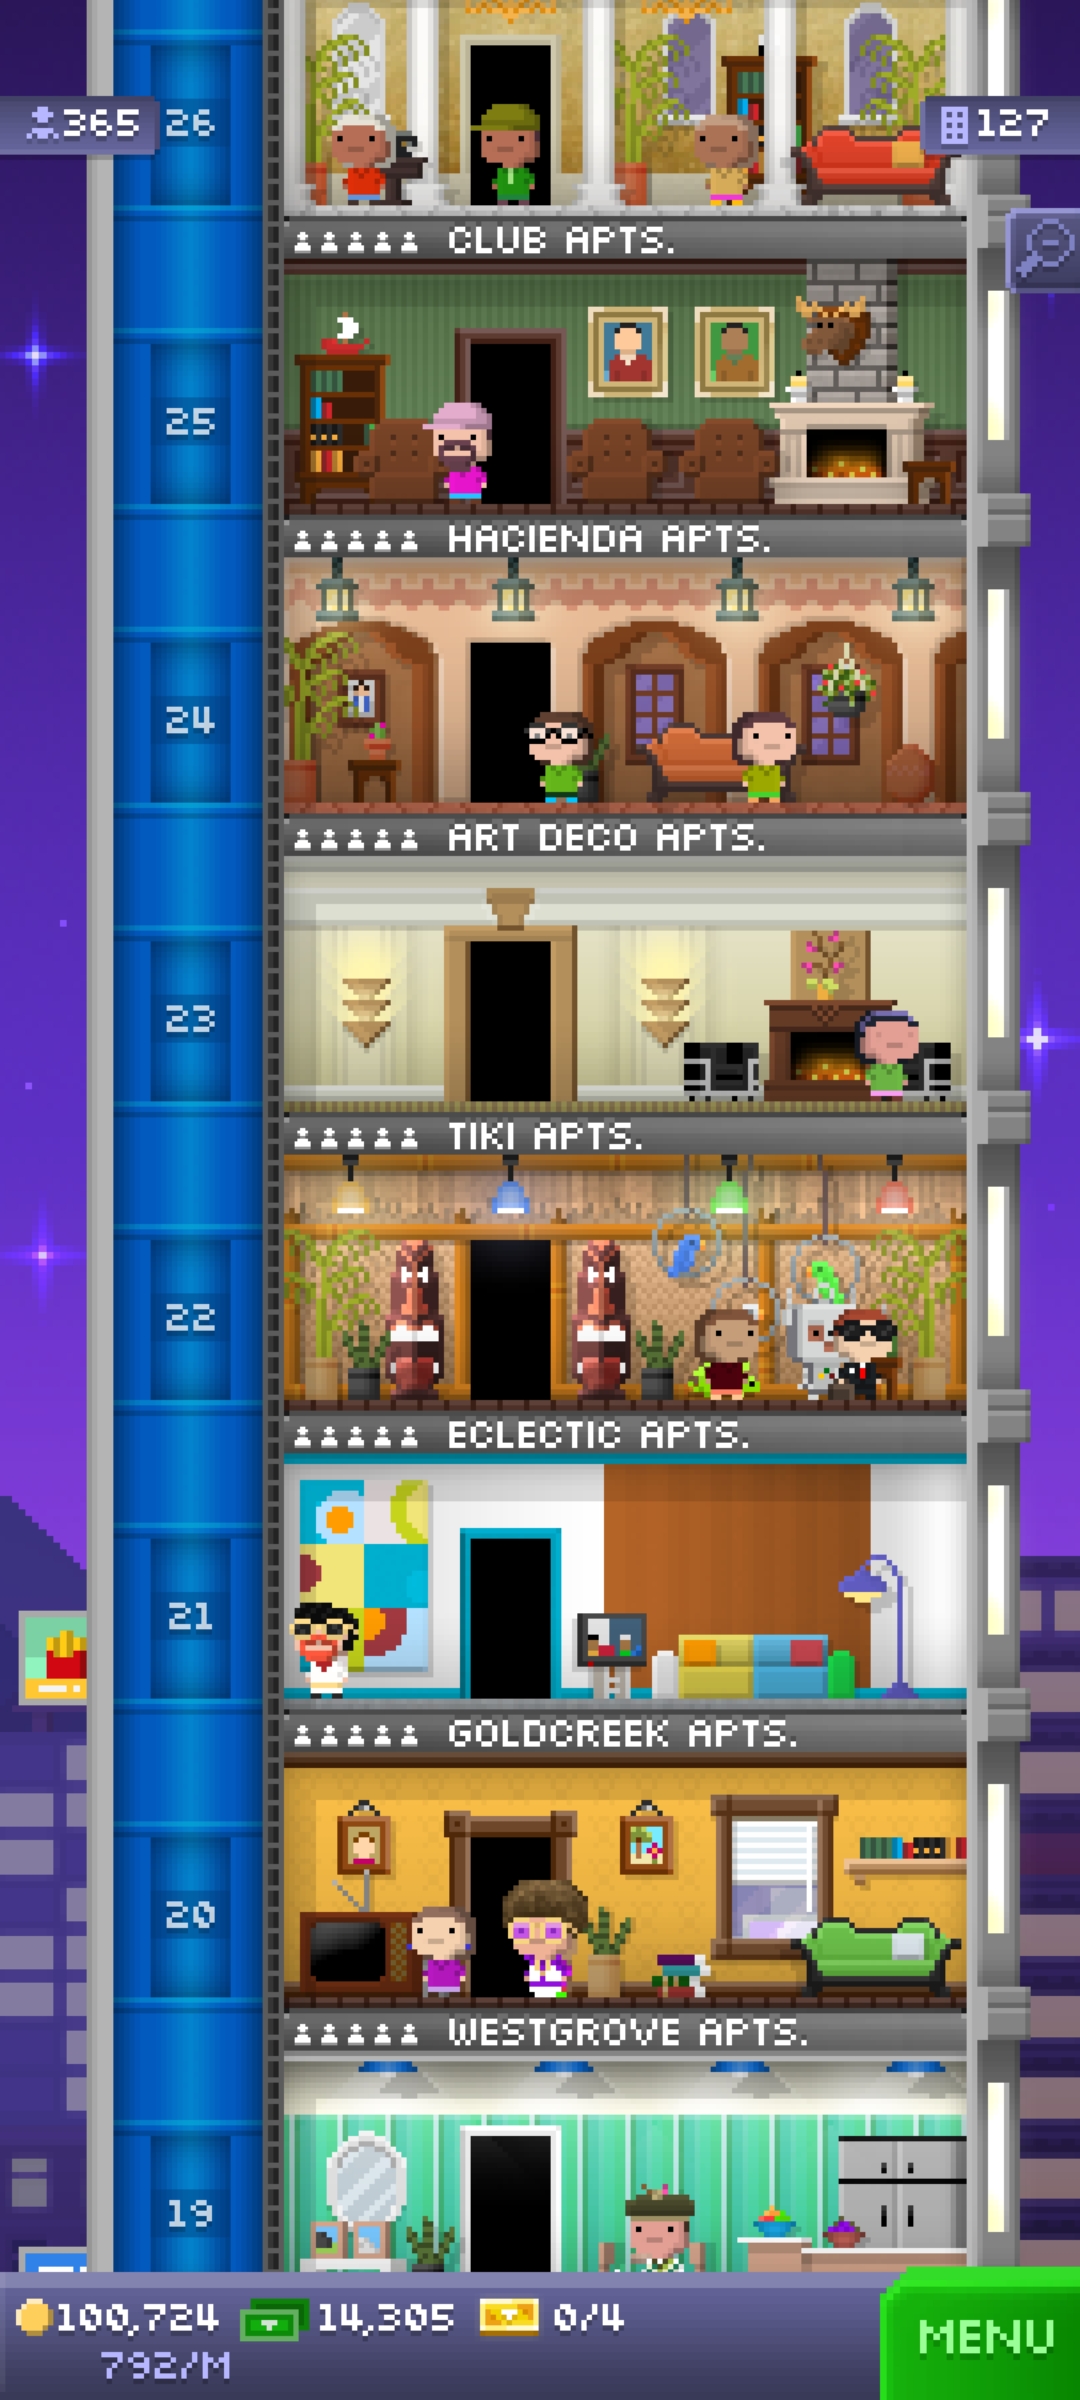 365
26
127
CLUB APTS.
25
HACIENDA APTS.
24
ART DECO APTS.
23
TIKI APTS.
22
ECLECTIC APTS.
21
GOLDCREEK APTS.
20
WESTGROVE APTS.
19
100,724 14,305 0/4
792/M
MENU